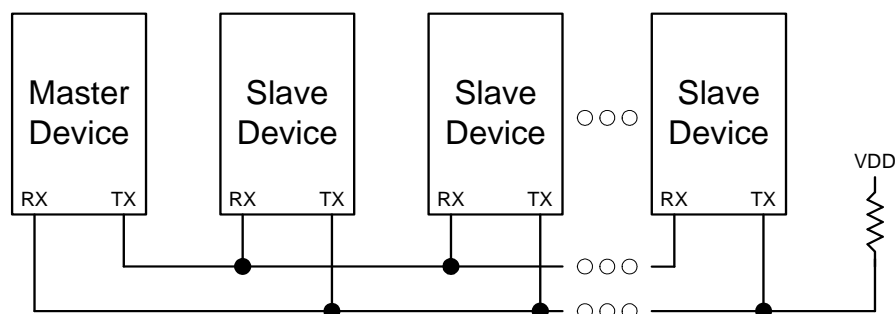 Master
Device
Slave
Device
Slave
Device
Slave
Device
VDD
RX TX
RX TX
RX TX
RX TX